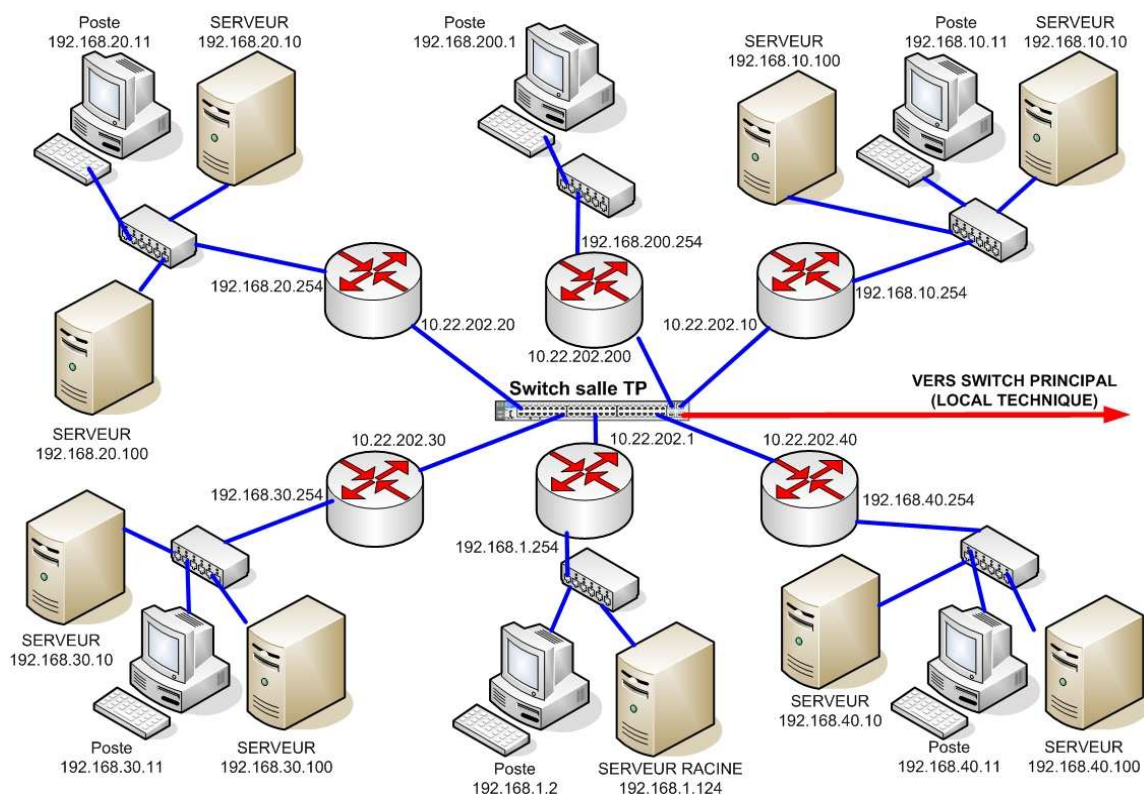 Poste
192.168.20.11
SERVEUR
192.168.20.10
Poste
192.168.200.1
SERVEUR
192.168.10.100
Poste
192.168.10.11
SERVEUR
192.168.10.10
192.168.20.254
10.22.202.20
192.168.200.254
10.22.202.200
10.22.202.10
192.168.10.254
SERVEUR
192.168.20.100
Switch salle TP
VERS SWITCH PRINCIPAL
(LOCAL TECHNIQUE)
10.22.202.30
10.22.202.1
10.22.202.40
192.168.30.254
192.168.1.254
192.168.40.254
SERVEUR
192.168.30.10
Poste
192.168.30.11
SERVEUR
192.168.30.100
Poste
192.168.1.2
SERVEUR RACINE
192.168.1.124
SERVEUR
192.168.40.10
Poste
192.168.40.11
SERVEUR
192.168.40.100